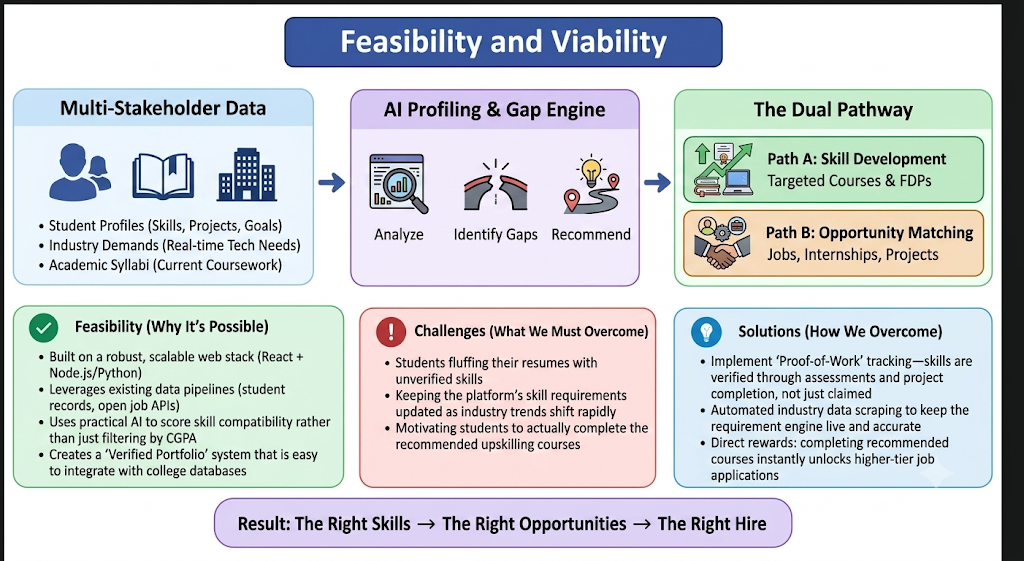 Feasibility and Viability
Multi-Stakeholder Data
• Student Profiles (Skills, Projects, Goals)
• Industry Demands (Real-time Tech Needs)
• Academic Syllabi (Current Coursework)
AI Profiling & Gap Engine
Analyze
Identify Gaps
Recommend
The Dual Pathway
Path A: Skill Development
Targeted Courses & FDPs
Path B: Opportunity Matching
Jobs, Internships, Projects
Feasibility (Why It's Possible)
• Built on a robust, scalable web stack (React +
Node.js/Python)
• Leverages existing data pipelines (student
records, open job APIs)
• Uses practical AI to score skill compatibility rather
than just filtering by CGPA
• Creates a 'Verified Portfolio' system that is easy
to integrate with college databases
Challenges (What We Must Overcome)
• Students fluffing their resumes with
unverified skills
• Keeping the platform's skill requirements
updated as industry trends shift rapidly
• Motivating students to actually complete the
recommended upskilling courses
Solutions (How We Overcome)
• Implement 'Proof-of-Work' tracking—skills are
verified through assessments and project
completion, not just claimed
• Automated industry data scraping to keep the
requirement engine live and accurate
• Direct rewards: completing recommended
courses instantly unlocks higher-tier job
applications
Result: The Right Skills → The Right Opportunities → The Right Hire